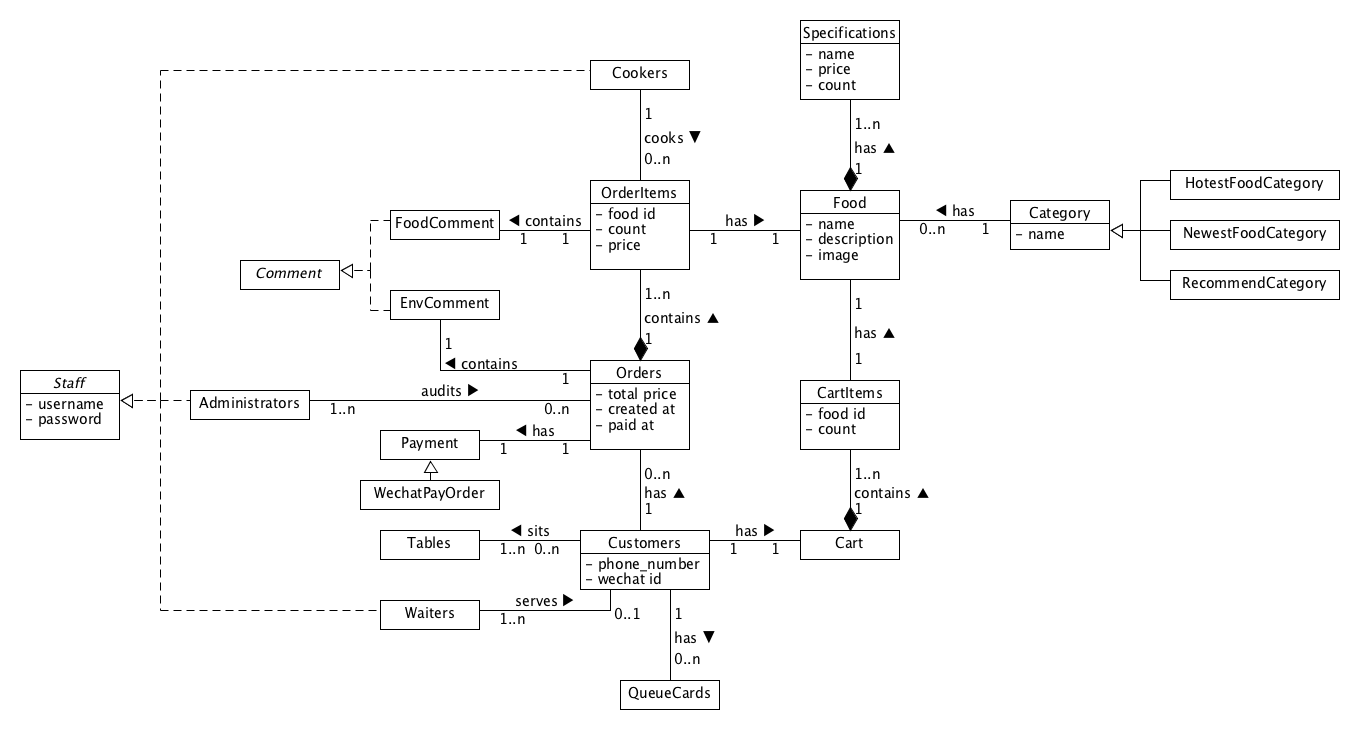 Specifications
- name
- price
- count
Cookers
1
cooks ▼
0..n
1..n
has ▲
1
OrderItems
- food id
- count
- price
FoodComment
◀ contains
1 1
has ▶
1 1
Food
- name
- description
- image
◀ has
0..n 1
Category
- name
HotestFoodCategory
NewestFoodCategory
RecommendCategory
Comment
EnvComment
1
◀ contains
1
1..n
contains ▲
1
1
has ▲
1
Staff
- username
- password
Administrators
audits ▶
1..n 0..n
Orders
- total price
- created at
- paid at
CartItems
- food id
- count
Payment
◀ has
1 1
WechatPayOrder
0..n
has ▲
1
1..n
contains ▲
1
Tables
◀ sits
1..n 0..n
Customers
- phone_number
- wechat id
has ▶
1 1
Cart
Waiters
serves ▶
1..n
0..1
1
has ▼
0..n
QueueCards